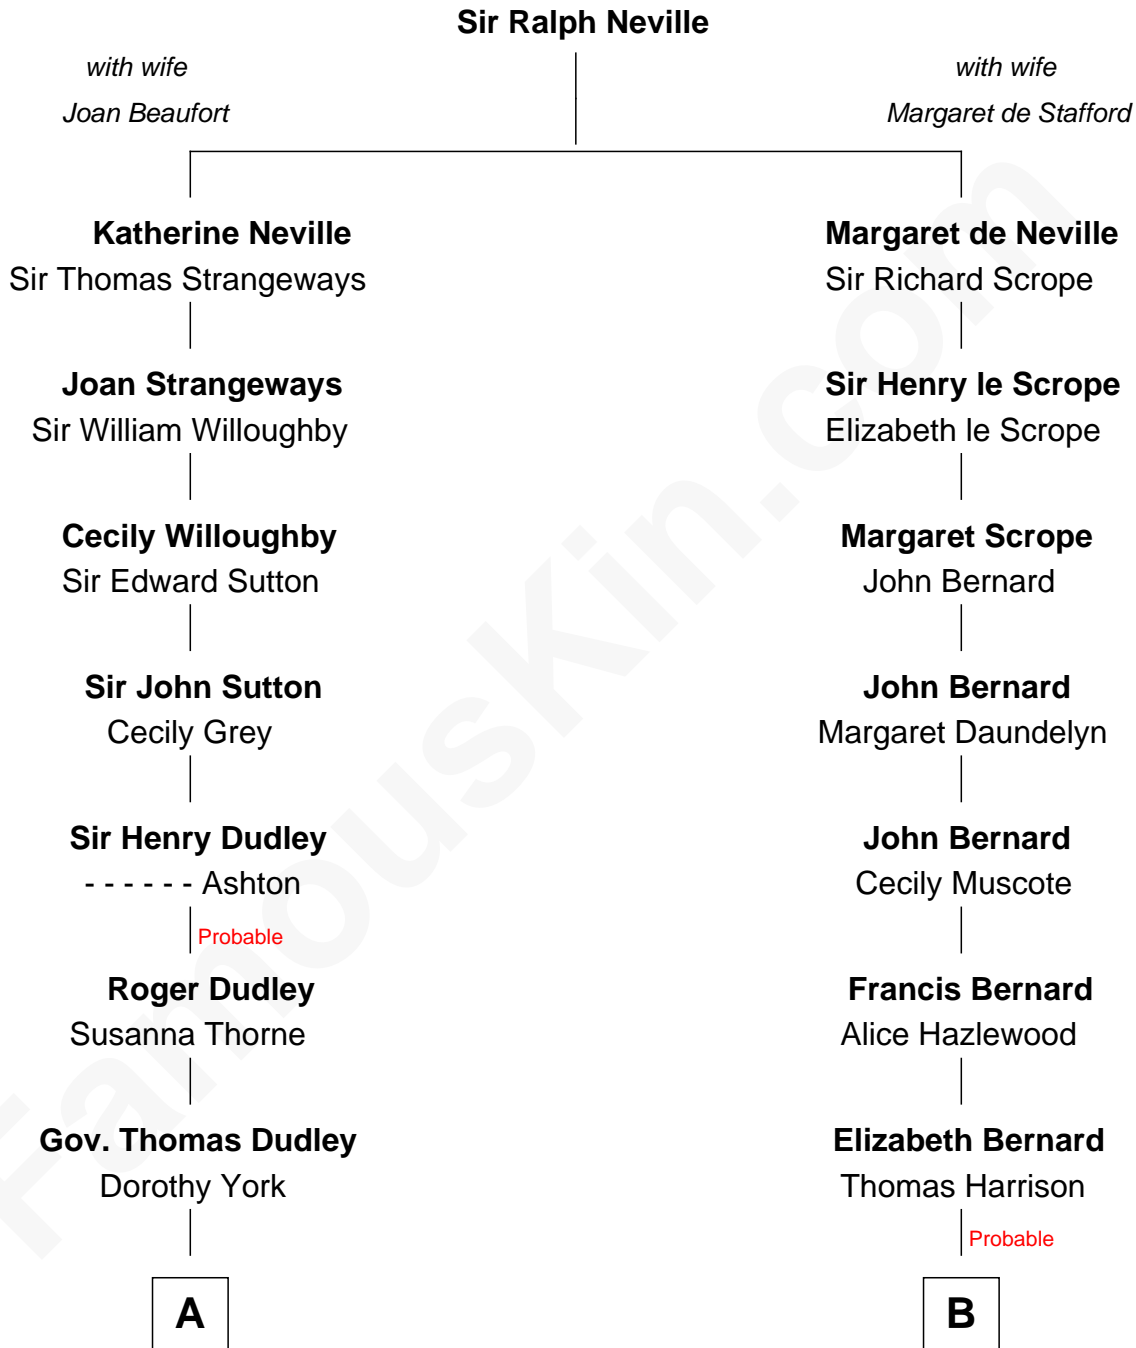 Sir Ralph Neville
with wife
Joan Beaufort
with wife
Margaret de Stafford
Katherine Neville
Sir Thomas Strangeways
Margaret de Neville
Sir Richard Scrope
Joan Strangeways
Sir William Willoughby
Sir Henry le Scrope
Elizabeth le Scrope
Cecily Willoughby
Sir Edward Sutton
Margaret Scrope
John Bernard
Sir John Sutton
Cecily Grey
John Bernard
Margaret Daundelyn
Sir Henry Dudley
- - - - - - Ashton
Probable
John Bernard
Cecily Muscote
Roger Dudley
Susanna Thorne
Francis Bernard
Alice Hazlewood
Gov. Thomas Dudley
Dorothy York
Elizabeth Bernard
Thomas Harrison
Probable
A
B
FamousKin.com